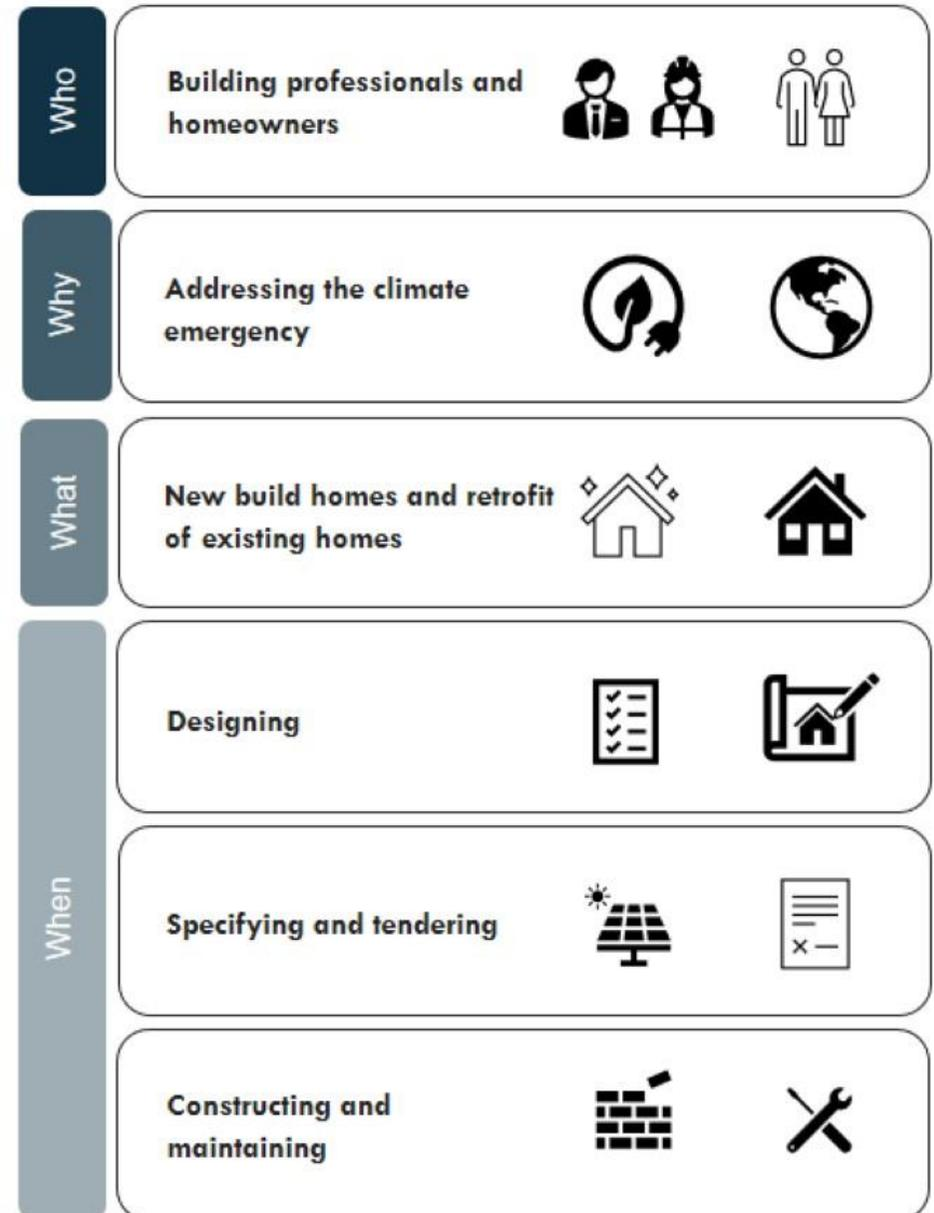 Who
Building professionals and
homeowners
Why
Addressing the climate
emergency
What
New build homes and retrofit
of existing homes
When
Designing
Specifying and tendering
Constructing and
maintaining